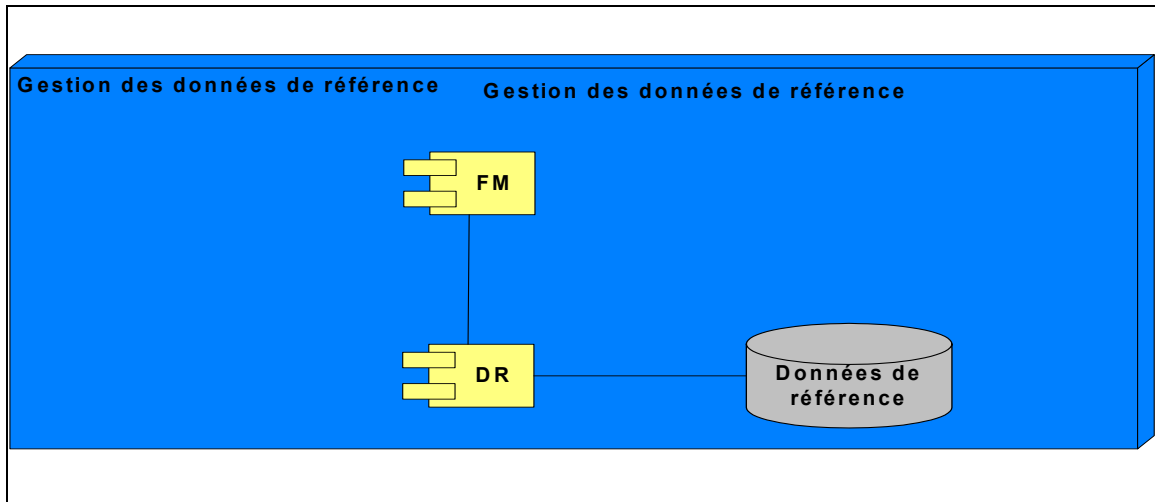 Gestion des données de référence
Gestion des données de référence
FM
DR
Données de
référence